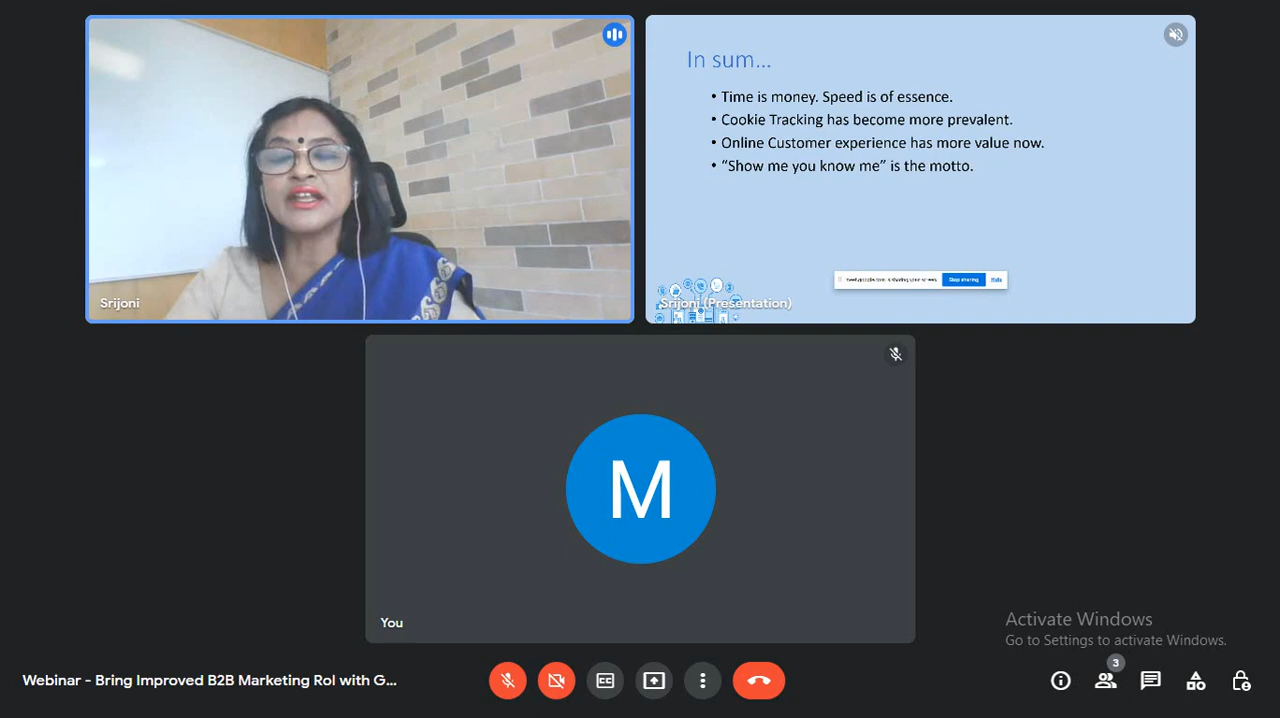 Srijoni
In sum...
• Time is money. Speed is of essence.
• Cookie Tracking has become more prevalent.
• Online Customer experience has more value now.
• “Show me you know me” is the motto.
Stop sharing
Hide
Srijoni (Presentation)
M
You
Activate Windows
Go to Settings to activate Windows.
Webinar - Bring Improved B2B Marketing RoI with G...
CC
3